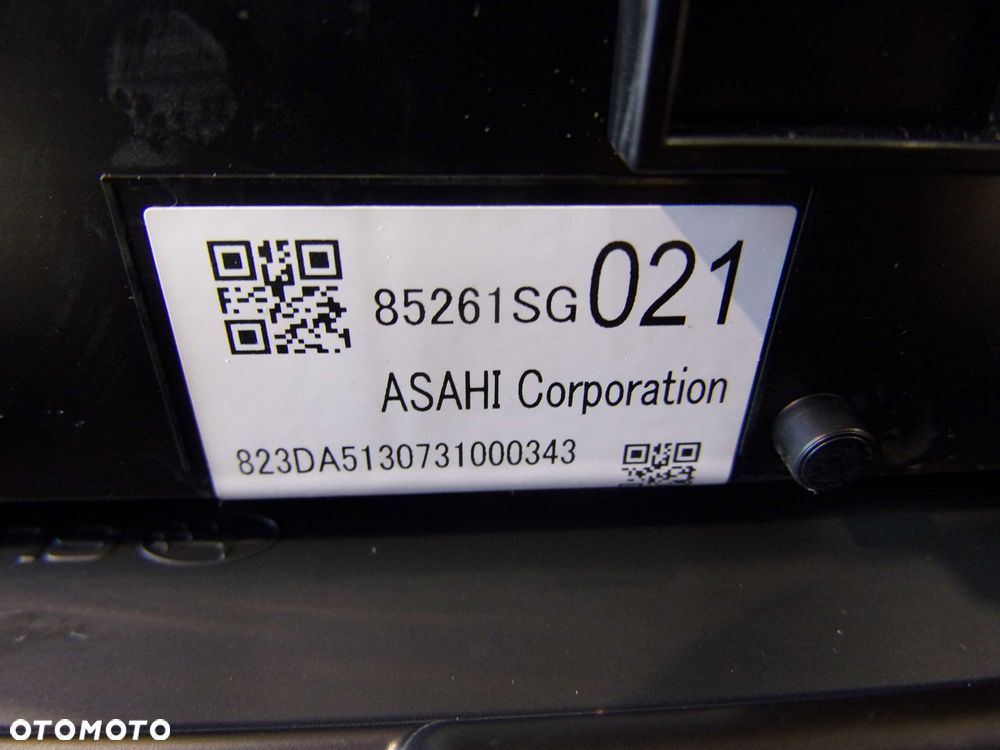 85261SG021
ASAHI Corporation
823DA5130731000343
OTOMOTO